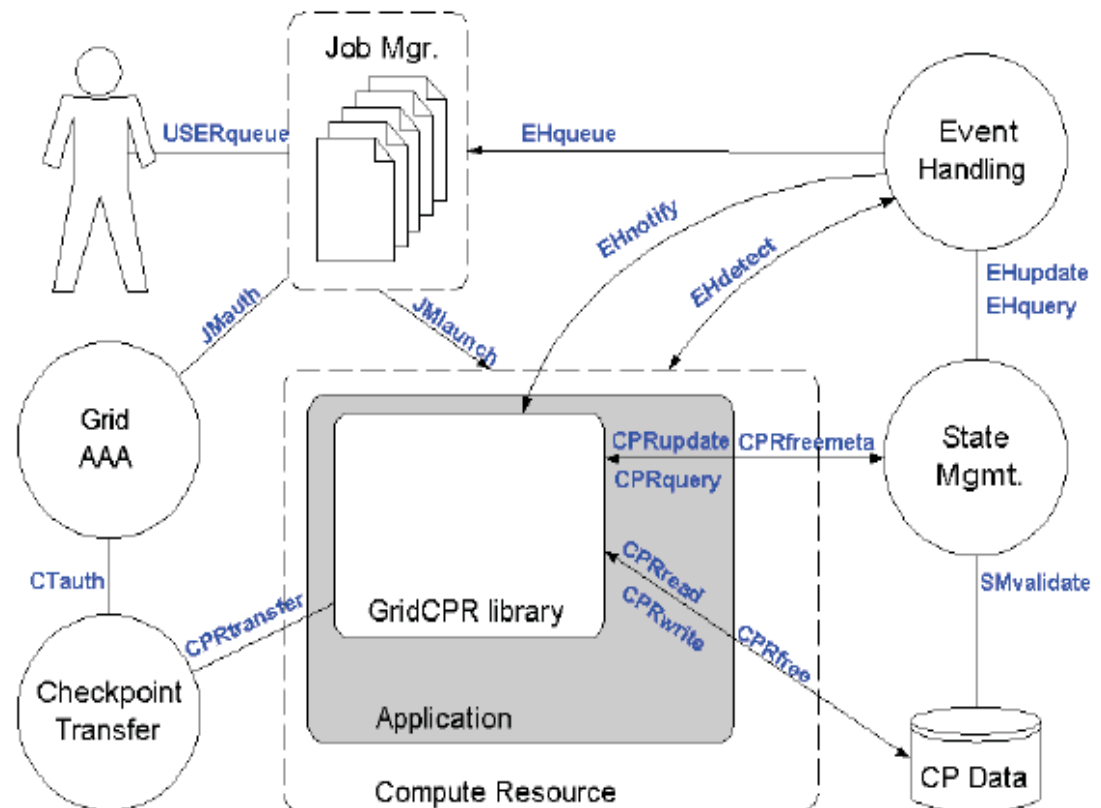 Job Mgr.
USERqueue
EHqueue
Event
Handling
EHnotify
EHdetect
EHupdate
EHquery
JMauth
JMlaunch
Grid
AAA
CPRupdate
CPRfreemeta
CPRquery
State
Mgmt.
CTauth
CPRtransfer
GridCPR library
CPRread
CPRwrite
CPRfree
SMvalidate
Checkpoint
Transfer
Application
CP Data
Compute Resource